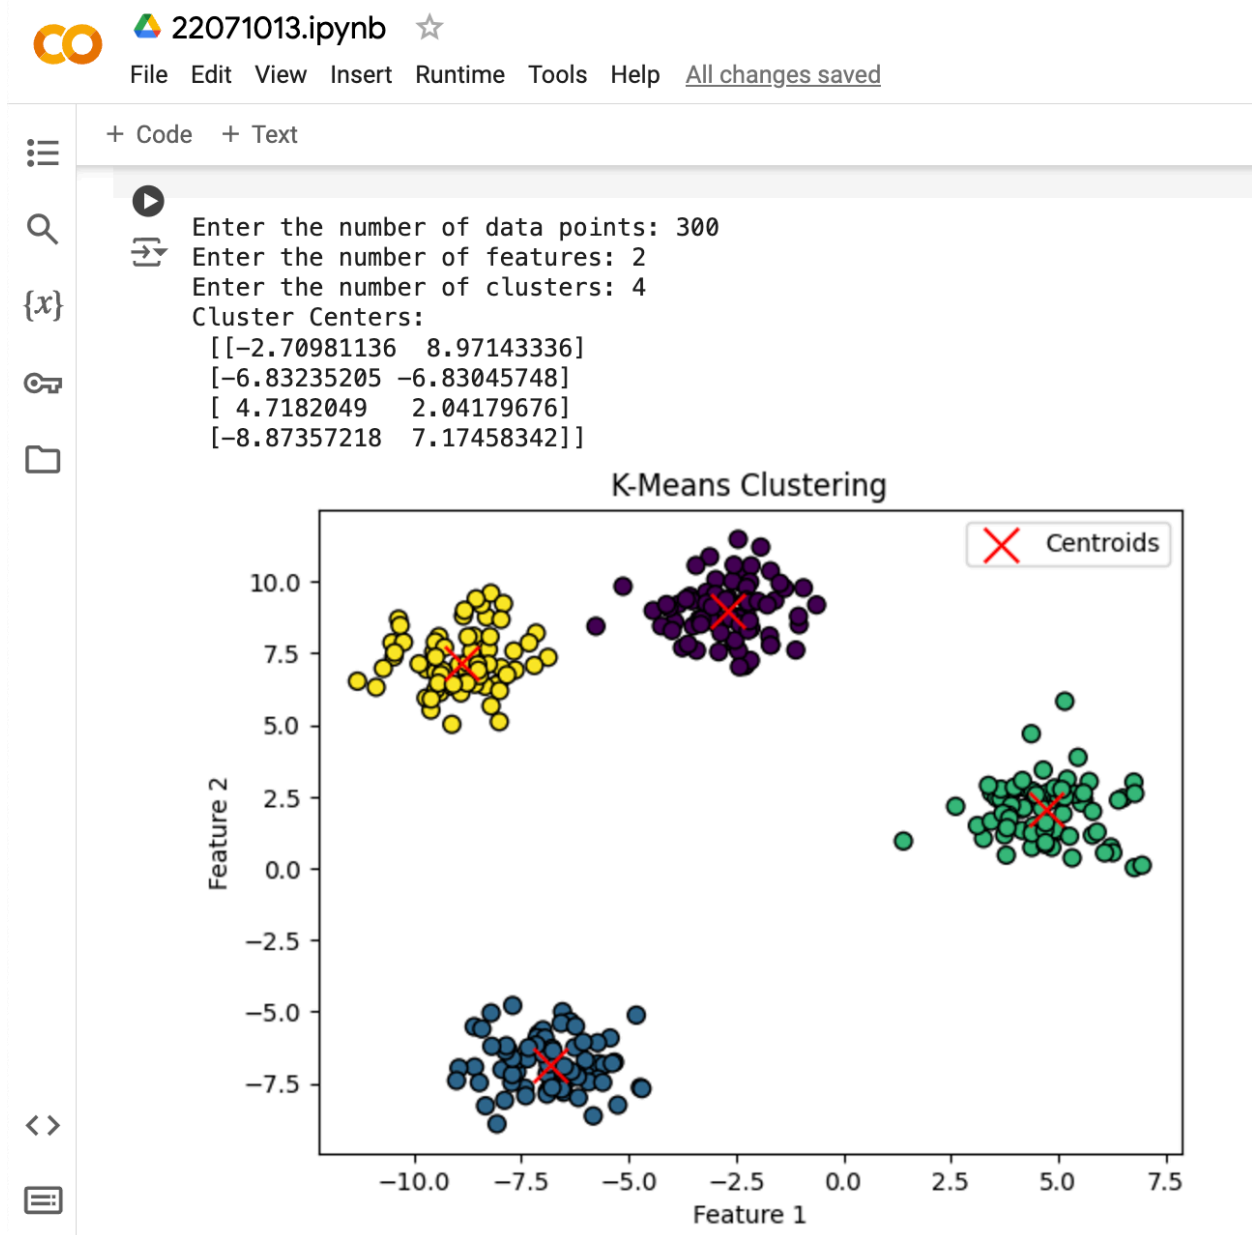 22071013.ipynb
File Edit View Insert Runtime Tools Help All changes saved
+ Code + Text
{x}
Enter the number of data points: 300
Enter the number of features: 2
Enter the number of clusters: 4
Cluster Centers:
[[-2.70981136 8.97143336]
[-6.83235205 -6.83045748]
[ 4.7182049 2.04179676]
[-8.87357218 7.17458342]]
K-Means Clustering
Centroids
10.0
7.5
5.0
2.5
0.0
−2.5
−5.0
−7.5
Feature 2
−10.0 −7.5 −5.0 −2.5 0.0 2.5 5.0 7.5
Feature 1